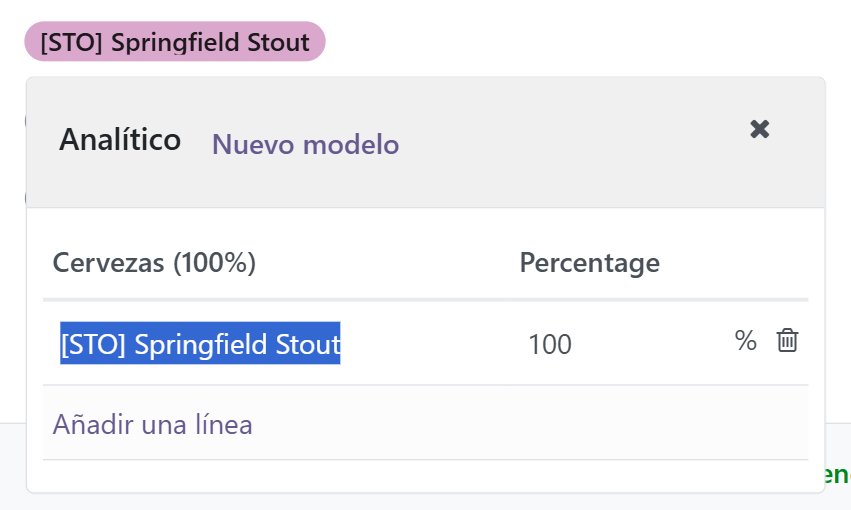 [STO] Springfield Stout
Analítico Nuevo modelo
Cervezas (100%) Percentage
[STO] Springfield Stout 100 %
Añadir una línea